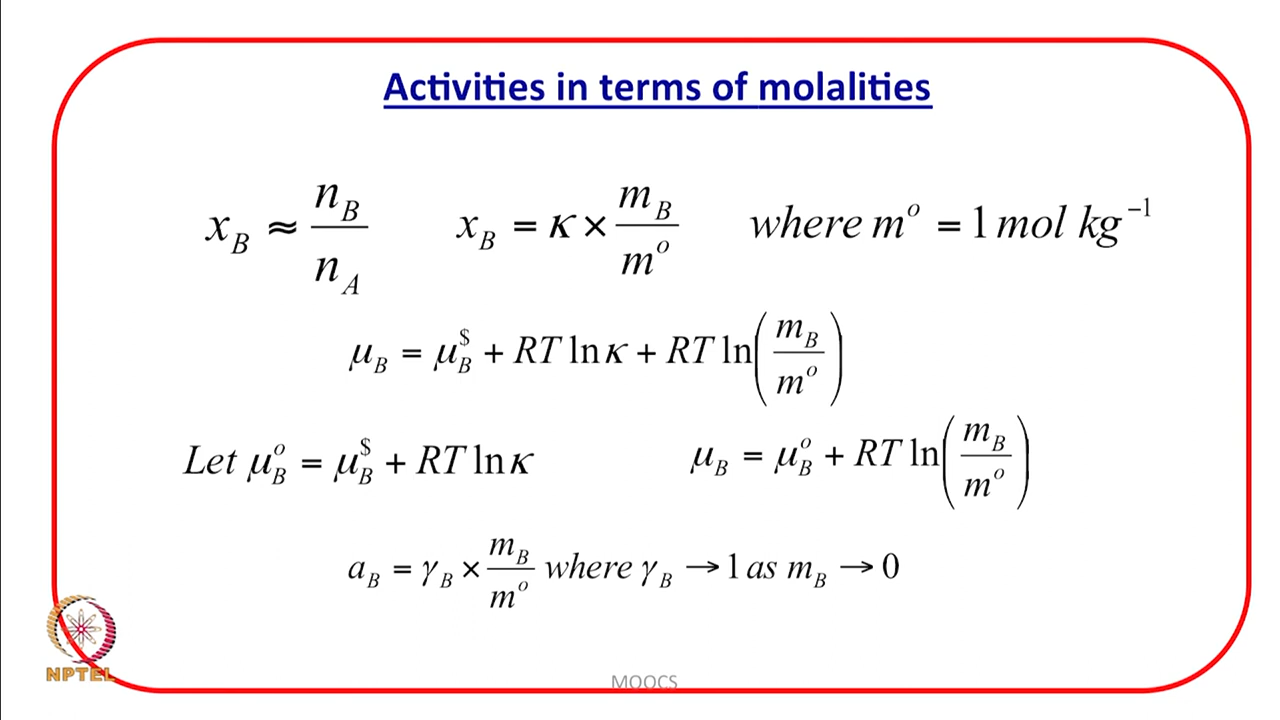 Activities in terms of molalities
x_B ≈ n_B / n_A    x_B = κ × m_B / m^o    where m^o = 1 mol kg^{-1}
μ_B = μ_B^$ + RT ln κ + RT ln(m_B / m^o)
Let μ_B^o = μ_B^$ + RT ln κ    μ_B = μ_B^o + RT ln(m_B / m^o)
a_B = γ_B × m_B / m^o where γ_B → 1 as m_B → 0
NPTEL
MOOCS